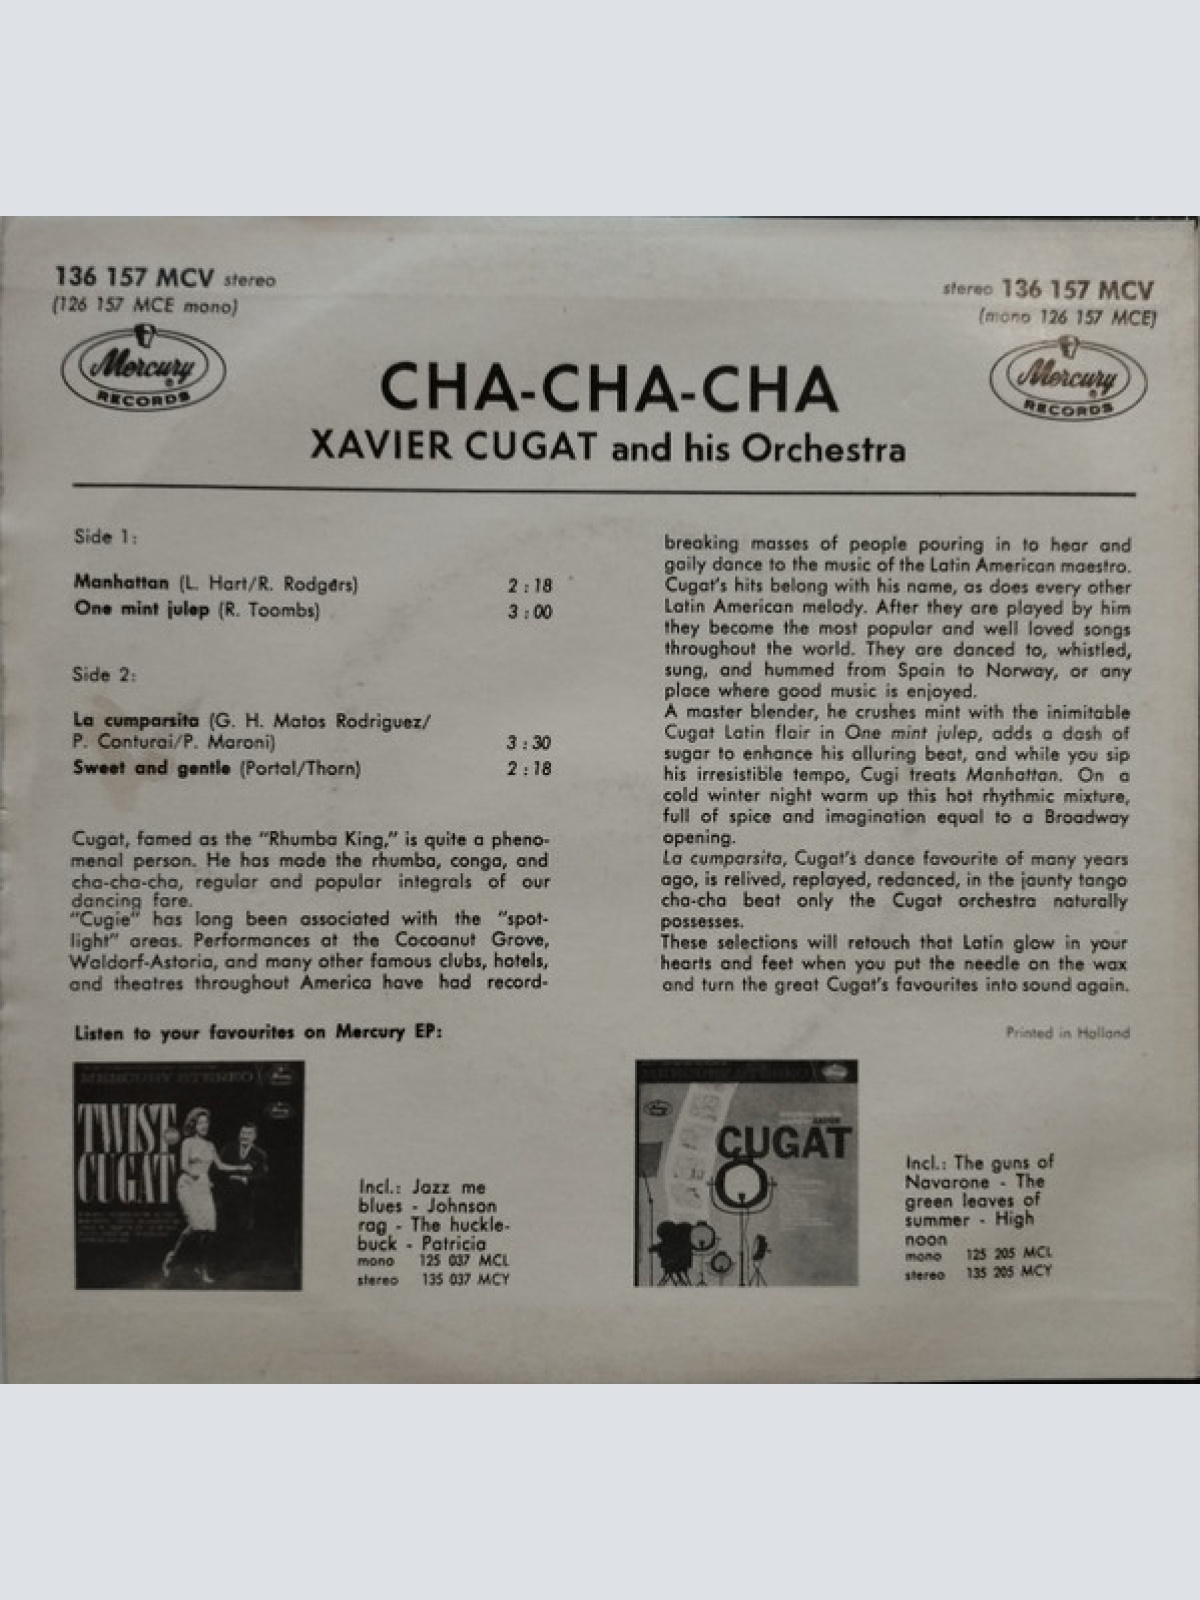 136 157 MCV stereo
(126 157 MCE mono)
Mercury
®
RECORDS
stereo 136 157 MCV
(mono 126 157 MCE)
Mercury
®
RECORDS
CHA-CHA-CHA
XAVIER CUGAT and his Orchestra
Side 1:
Manhattan (L. Hart/R. Rodgers) 2 : 18
One mint julep (R. Toombs) 3 : 00
Side 2:
La cumparsita (G. H. Matos Rodriguez/
P. Conturai/P. Maroni) 3 : 30
Sweet and gentle (Portal/Thorn) 2 : 18
Cugat, famed as the "Rhumba King," is quite a pheno-
menal person. He has made the rhumba, conga, and
cha-cha-cha, regular and popular integrals of our
dancing fare.
"Cugie" has long been associated with the "spot-
light" areas. Performances at the Cocoanut Grove,
Waldorf-Astoria, and many other famous clubs, hotels,
and theatres throughout America have had record-
breaking masses of people pouring in to hear and
gaily dance to the music of the Latin American maestro.
Cugat's hits belong with his name, as does every other
Latin American melody. After they are played by him
they become the most popular and well loved songs
throughout the world. They are danced to, whistled,
sung, and hummed from Spain to Norway, or any
place where good music is enjoyed.
A master blender, he crushes mint with the inimitable
Cugat Latin flair in One mint julep, adds a dash of
sugar to enhance his alluring beat, and while you sip
his irresistible tempo, Cugi treats Manhattan. On a
cold winter night warm up this hot rhythmic mixture,
full of spice and imagination equal to a Broadway
opening.
La cumparsita, Cugat's dance favourite of many years
ago, is relived, replayed, redanced, in the jaunty tango
cha-cha beat only the Cugat orchestra naturally
possesses.
These selections will retouch that Latin glow in your
hearts and feet when you put the needle on the wax
and turn the great Cugat's favourites into sound again.
Listen to your favourites on Mercury EP:
Printed in Holland
MERCURY STEREO
TWIST
CUGAT
Incl.: Jazz me
blues - Johnson
rag - The huckle-
buck - Patricia
mono 125 037 MCL
stereo 135 037 MCY
XAVIER
CUGAT
Incl.: The guns of
Navarone - The
green leaves of
summer - High
noon
mono 125 205 MCL
stereo 135 205 MCY